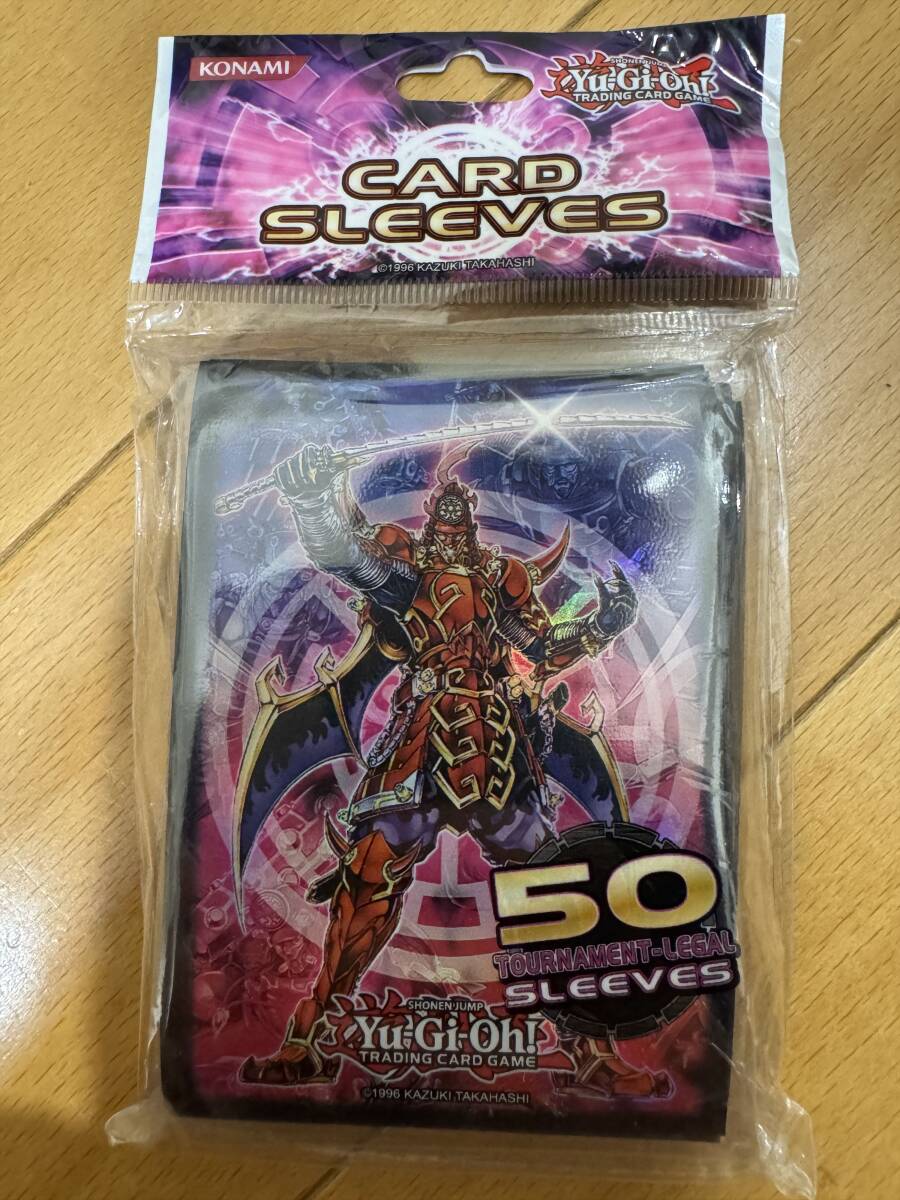 KONAMI
SHONEN JUMP
Yu-Gi-Oh!
TRADING CARD GAME
CARD
SLEEVES
©1996 KAZUKI TAKAHASHI
50
TOURNAMENT-LEGAL
SLEEVES
SHONEN JUMP
Yu-Gi-Oh!
TRADING CARD GAME
©1996 KAZUKI TAKAHASHI